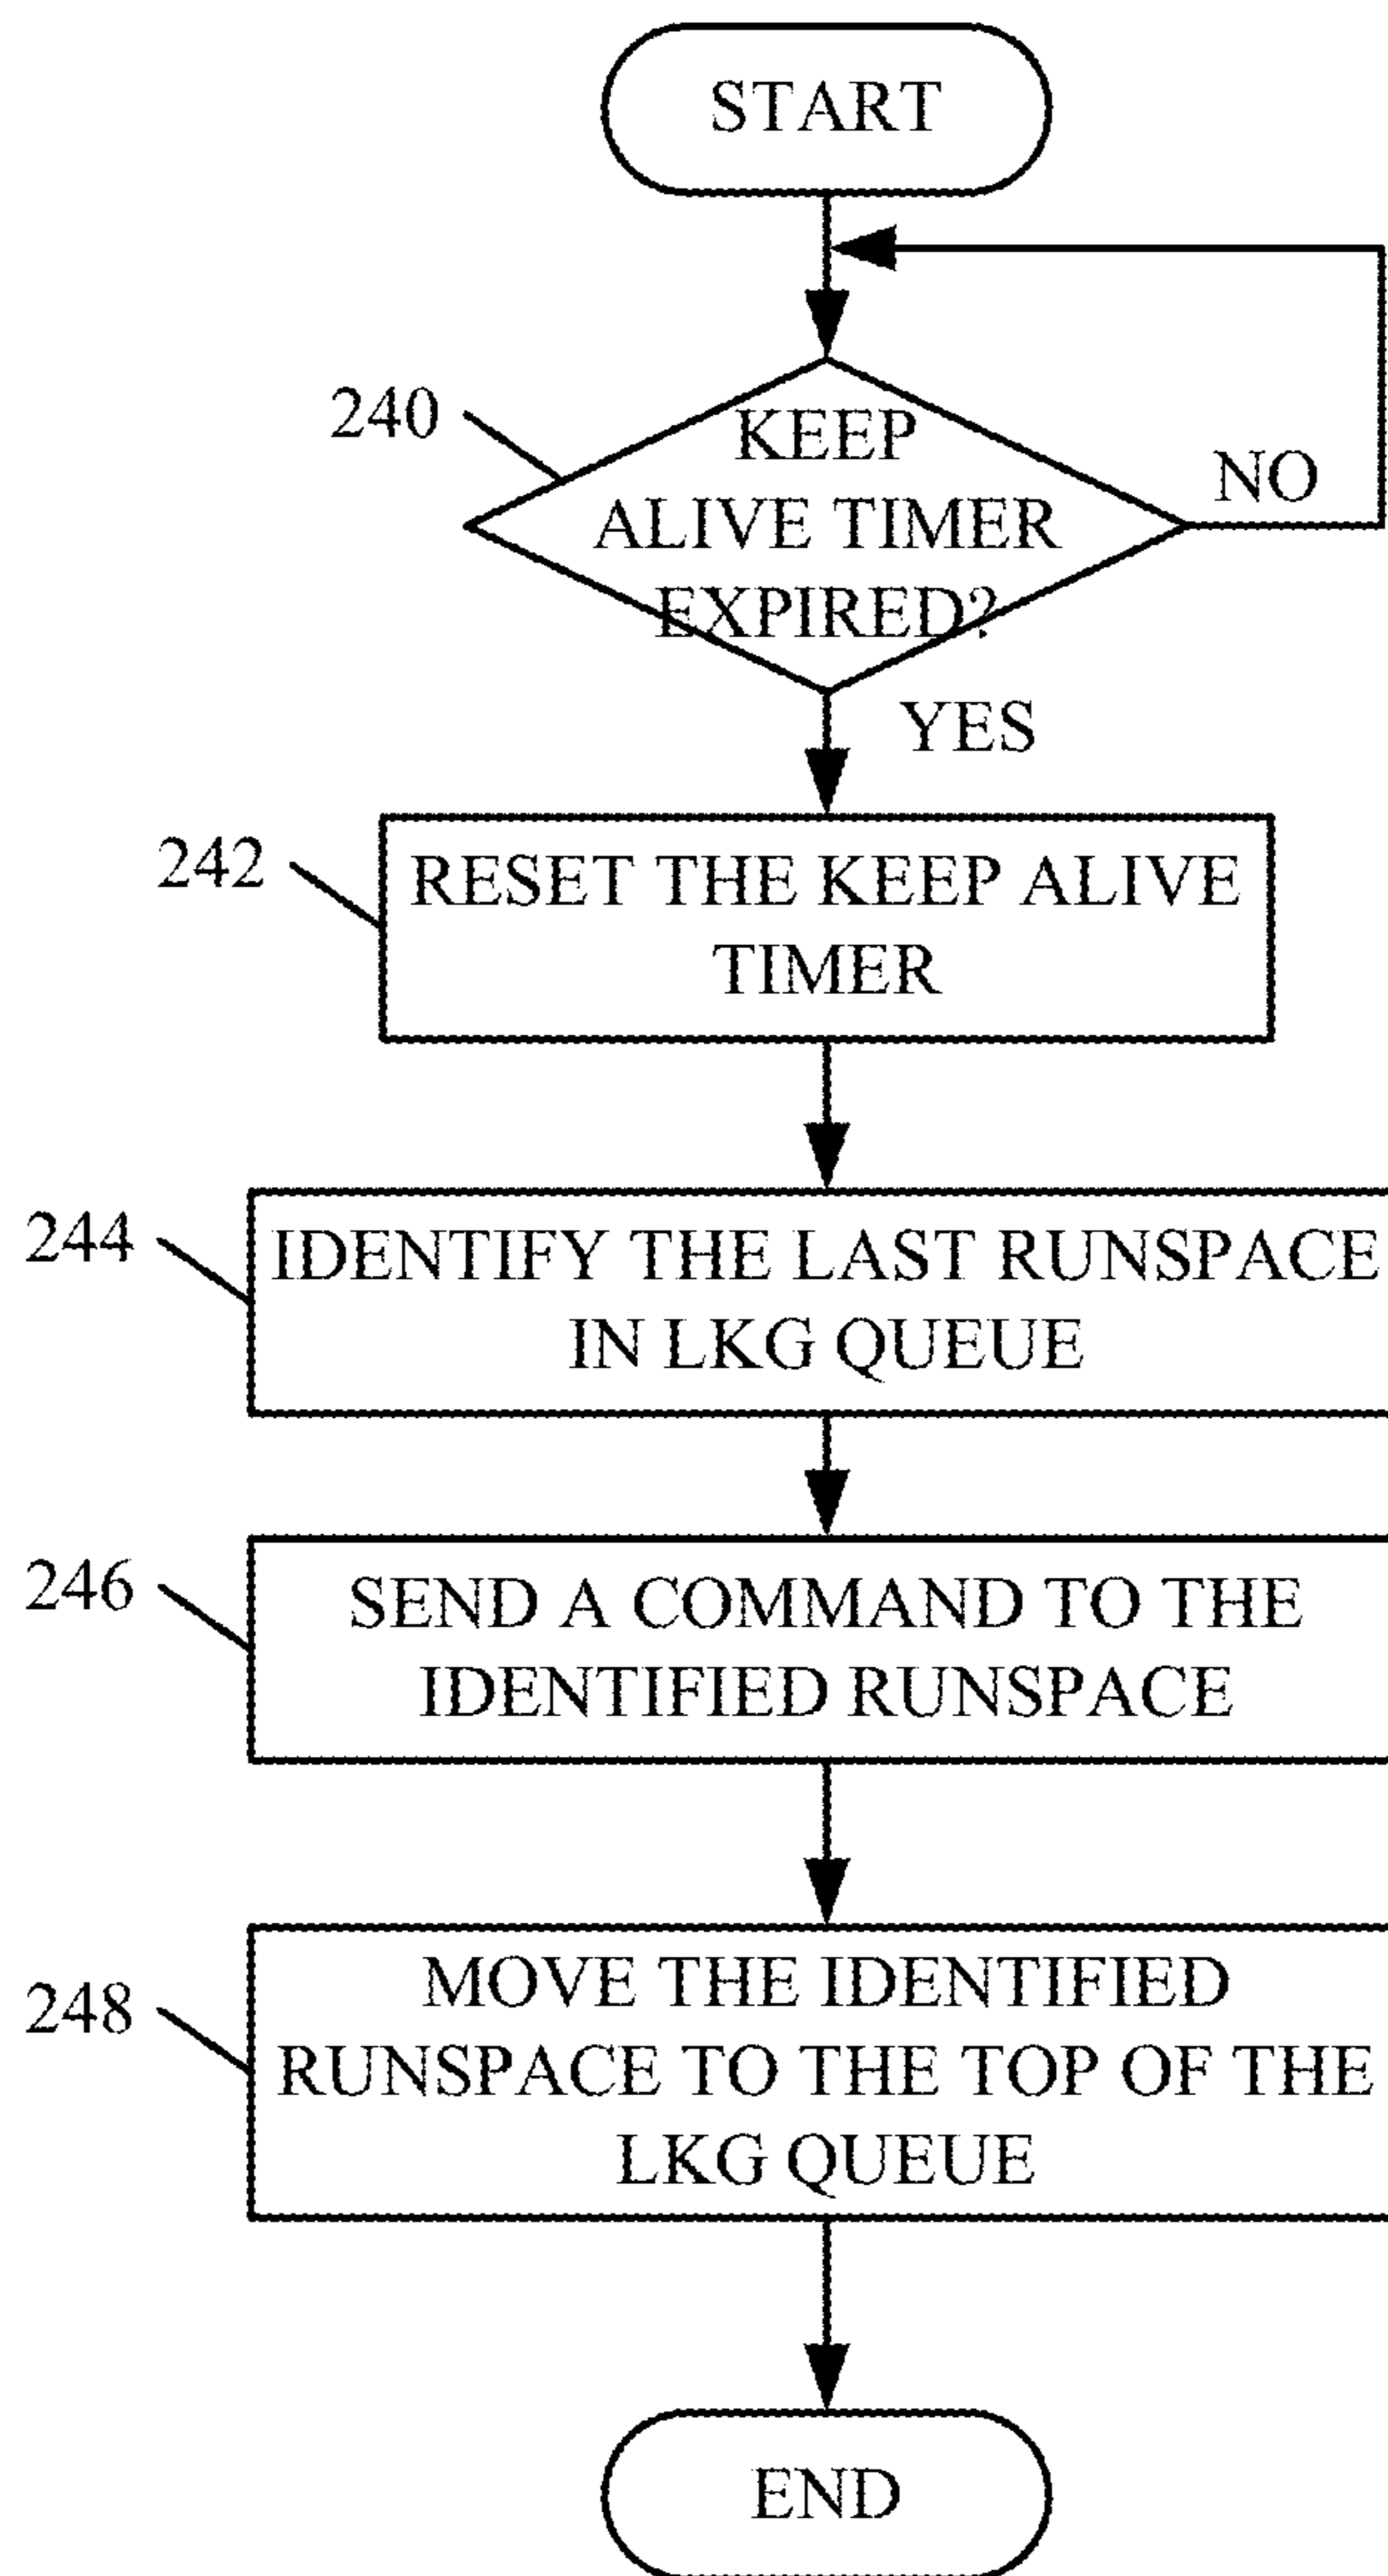 START
240
KEEP
ALIVE TIMER
EXPIRED?
NO
YES
242
RESET THE KEEP ALIVE
TIMER
244
IDENTIFY THE LAST RUNSPACE
IN LKG QUEUE
246
SEND A COMMAND TO THE
IDENTIFIED RUNSPACE
248
MOVE THE IDENTIFIED
RUNSPACE TO THE TOP OF THE
LKG QUEUE
END